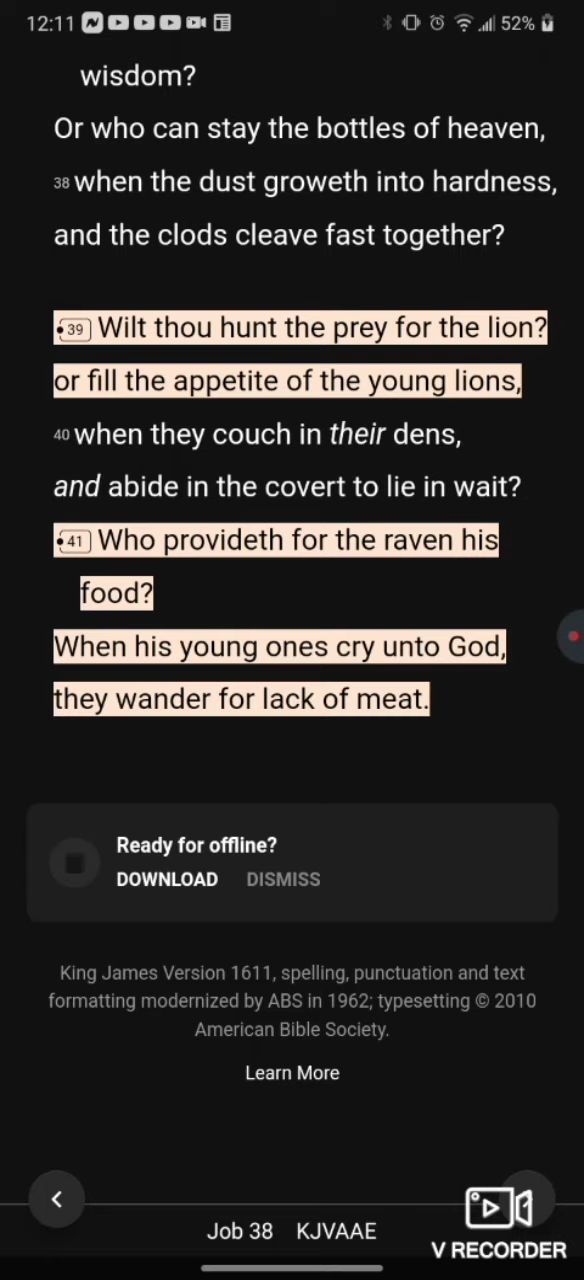 12:11 52%
wisdom?
Or who can stay the bottles of heaven,
38 when the dust groweth into hardness,
and the clods cleave fast together?
39 Wilt thou hunt the prey for the lion?
or fill the appetite of the young lions,
40 when they couch in their dens,
and abide in the covert to lie in wait?
41 Who provideth for the raven his
food?
When his young ones cry unto God,
they wander for lack of meat.
Ready for offline?
DOWNLOAD DISMISS
King James Version 1611, spelling, punctuation and text
formatting modernized by ABS in 1962; typesetting © 2010
American Bible Society.
Learn More
Job 38 KJVAAE
V RECORDER